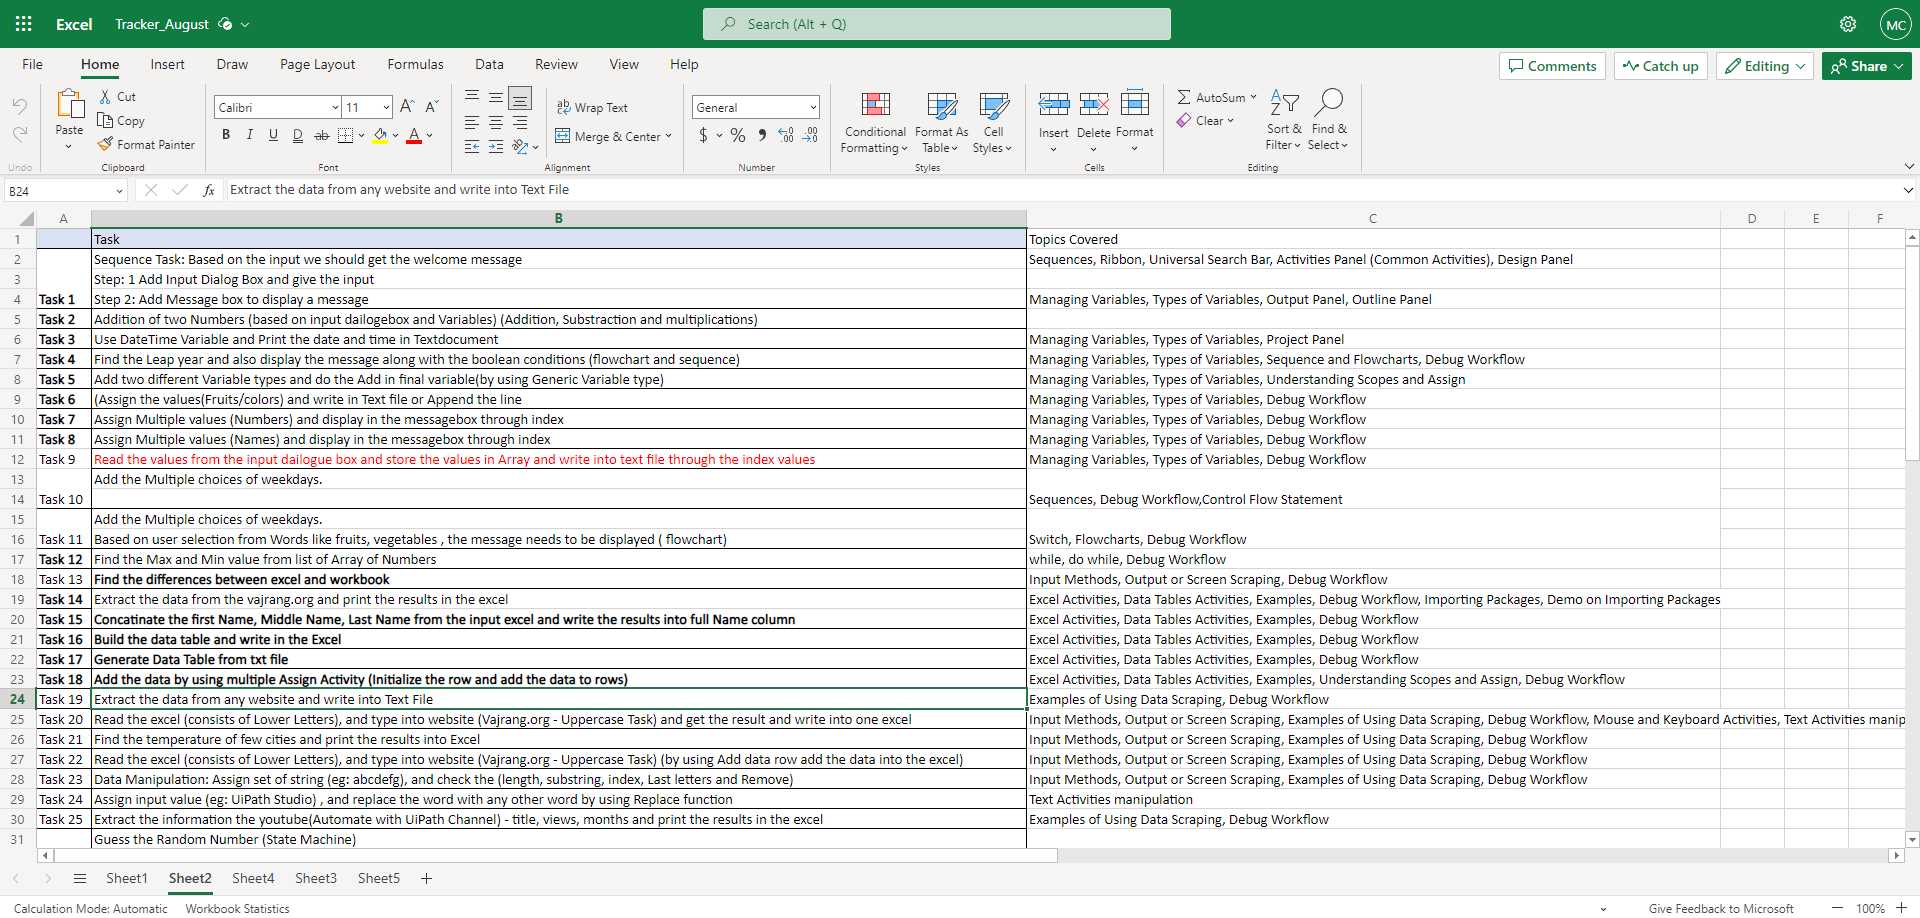 Excel Tracker_August Search (Alt + Q) MC
File Home Insert Draw Page Layout Formulas Data Review View Help Comments Catch up Editing Share
Calibri 11 Wrap Text General AutoSum
Cut
Copy
Paste Format Painter
B I U D ab A Merge & Center $ % Clear
Conditional Formatting Format As Table Cell Styles Insert Delete Format Sort & Filter Find & Select
Undo Clipboard Font Alignment Number Styles Cells Editing
B24 fx Extract the data from any website and write into Text File
A B C D E F
1 Task Topics Covered
2 Sequence Task: Based on the input we should get the welcome message Sequences, Ribbon, Universal Search Bar, Activities Panel (Common Activities), Design Panel
3 Step: 1 Add Input Dialog Box and give the input
4 Task 1 Step 2: Add Message box to display a message Managing Variables, Types of Variables, Output Panel, Outline Panel
5 Task 2 Addition of two Numbers (based on input dailogebox and Variables) (Addition, Substraction and multiplications)
6 Task 3 Use DateTime Variable and Print the date and time in Textdocument Managing Variables, Types of Variables, Project Panel
7 Task 4 Find the Leap year and also display the message along with the boolean conditions (flowchart and sequence) Managing Variables, Types of Variables, Sequence and Flowcharts, Debug Workflow
8 Task 5 Add two different Variable types and do the Add in final variable(by using Generic Variable type) Managing Variables, Types of Variables, Understanding Scopes and Assign
9 Task 6 (Assign the values(Fruits/colors) and write in Text file or Append the line Managing Variables, Types of Variables, Debug Workflow
10 Task 7 Assign Multiple values (Numbers) and display in the messagebox through index Managing Variables, Types of Variables, Debug Workflow
11 Task 8 Assign Multiple values (Names) and display in the messagebox through index Managing Variables, Types of Variables, Debug Workflow
12 Task 9 Read the values from the input dailogue box and store the values in Array and write into text file through the index values Managing Variables, Types of Variables, Debug Workflow
13 Add the Multiple choices of weekdays.
14 Task 10 Sequences, Debug Workflow,Control Flow Statement
15 Add the Multiple choices of weekdays.
16 Task 11 Based on user selection from Words like fruits, vegetables , the message needs to be displayed ( flowchart) Switch, Flowcharts, Debug Workflow
17 Task 12 Find the Max and Min value from list of Array of Numbers while, do while, Debug Workflow
18 Task 13 Find the differences between excel and workbook Input Methods, Output or Screen Scraping, Debug Workflow
19 Task 14 Extract the data from the vajrang.org and print the results in the excel Excel Activities, Data Tables Activities, Examples, Debug Workflow, Importing Packages, Demo on Importing Packages
20 Task 15 Concatinate the first Name, Middle Name, Last Name from the input excel and write the results into full Name column Excel Activities, Data Tables Activities, Examples, Debug Workflow
21 Task 16 Build the data table and write in the Excel Excel Activities, Data Tables Activities, Examples, Debug Workflow
22 Task 17 Generate Data Table from txt file Excel Activities, Data Tables Activities, Examples, Debug Workflow
23 Task 18 Add the data by using multiple Assign Activity (Initialize the row and add the data to rows) Excel Activities, Data Tables Activities, Examples, Understanding Scopes and Assign, Debug Workflow
24 Task 19 Extract the data from any website and write into Text File Examples of Using Data Scraping, Debug Workflow
25 Task 20 Read the excel (consists of Lower Letters), and type into website (Vajrang.org - Uppercase Task) and get the result and write into one excel Input Methods, Output or Screen Scraping, Examples of Using Data Scraping, Debug Workflow, Mouse and Keyboard Activities, Text Activities manip
26 Task 21 Find the temperature of few cities and print the results into Excel Input Methods, Output or Screen Scraping, Examples of Using Data Scraping, Debug Workflow
27 Task 22 Read the excel (consists of Lower Letters), and type into website (Vajrang.org - Uppercase Task) (by using Add data row add the data into the excel) Input Methods, Output or Screen Scraping, Examples of Using Data Scraping, Debug Workflow
28 Task 23 Data Manipulation: Assign set of string (eg: abcdefg), and check the (length, substring, index, Last letters and Remove) Input Methods, Output or Screen Scraping, Examples of Using Data Scraping, Debug Workflow
29 Task 24 Assign input value (eg: UiPath Studio) , and replace the word with any other word by using Replace function Text Activities manipulation
30 Task 25 Extract the information the youtube(Automate with UiPath Channel) - title, views, months and print the results in the excel Examples of Using Data Scraping, Debug Workflow
31 Guess the Random Number (State Machine)
Sheet1 Sheet2 Sheet4 Sheet3 Sheet5 +
Calculation Mode: Automatic Workbook Statistics Give Feedback to Microsoft 100%